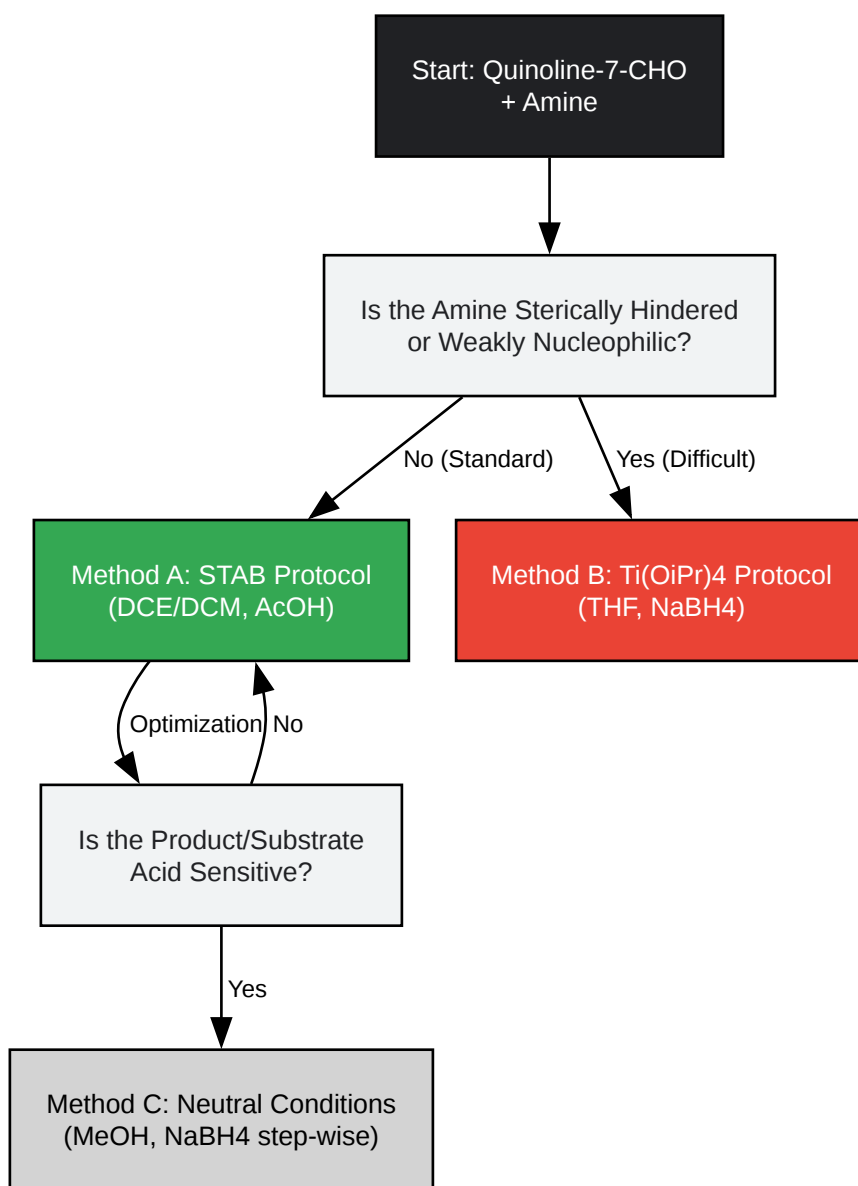 Start: Quinoline-7-CHO
+ Amine
Is the Amine Sterically Hindered
or Weakly Nucleophilic?
No (Standard)
Yes (Difficult)
Method A: STAB Protocol
(DCE/DCM, AcOH)
Method B: Ti(OiPr)4 Protocol
(THF, NaBH4)
Optimization
No
Is the Product/Substrate
Acid Sensitive?
Yes
Method C: Neutral Conditions
(MeOH, NaBH4 step-wise)